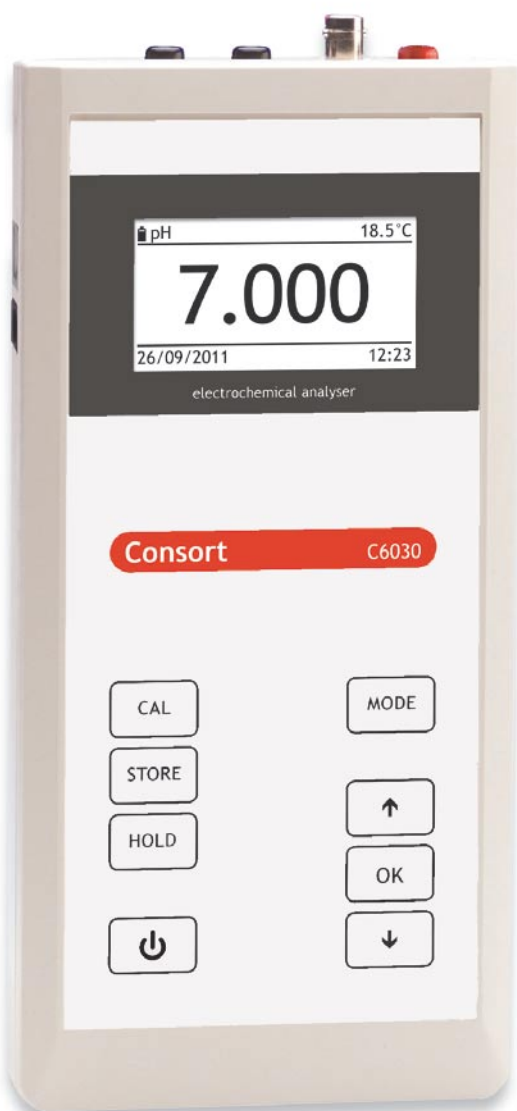 pH 18.5°C
7.000
26/09/2011 12:23
electrochemical analyser
Consort C6030
CAL MODE
STORE
↑
HOLD
OK
↓